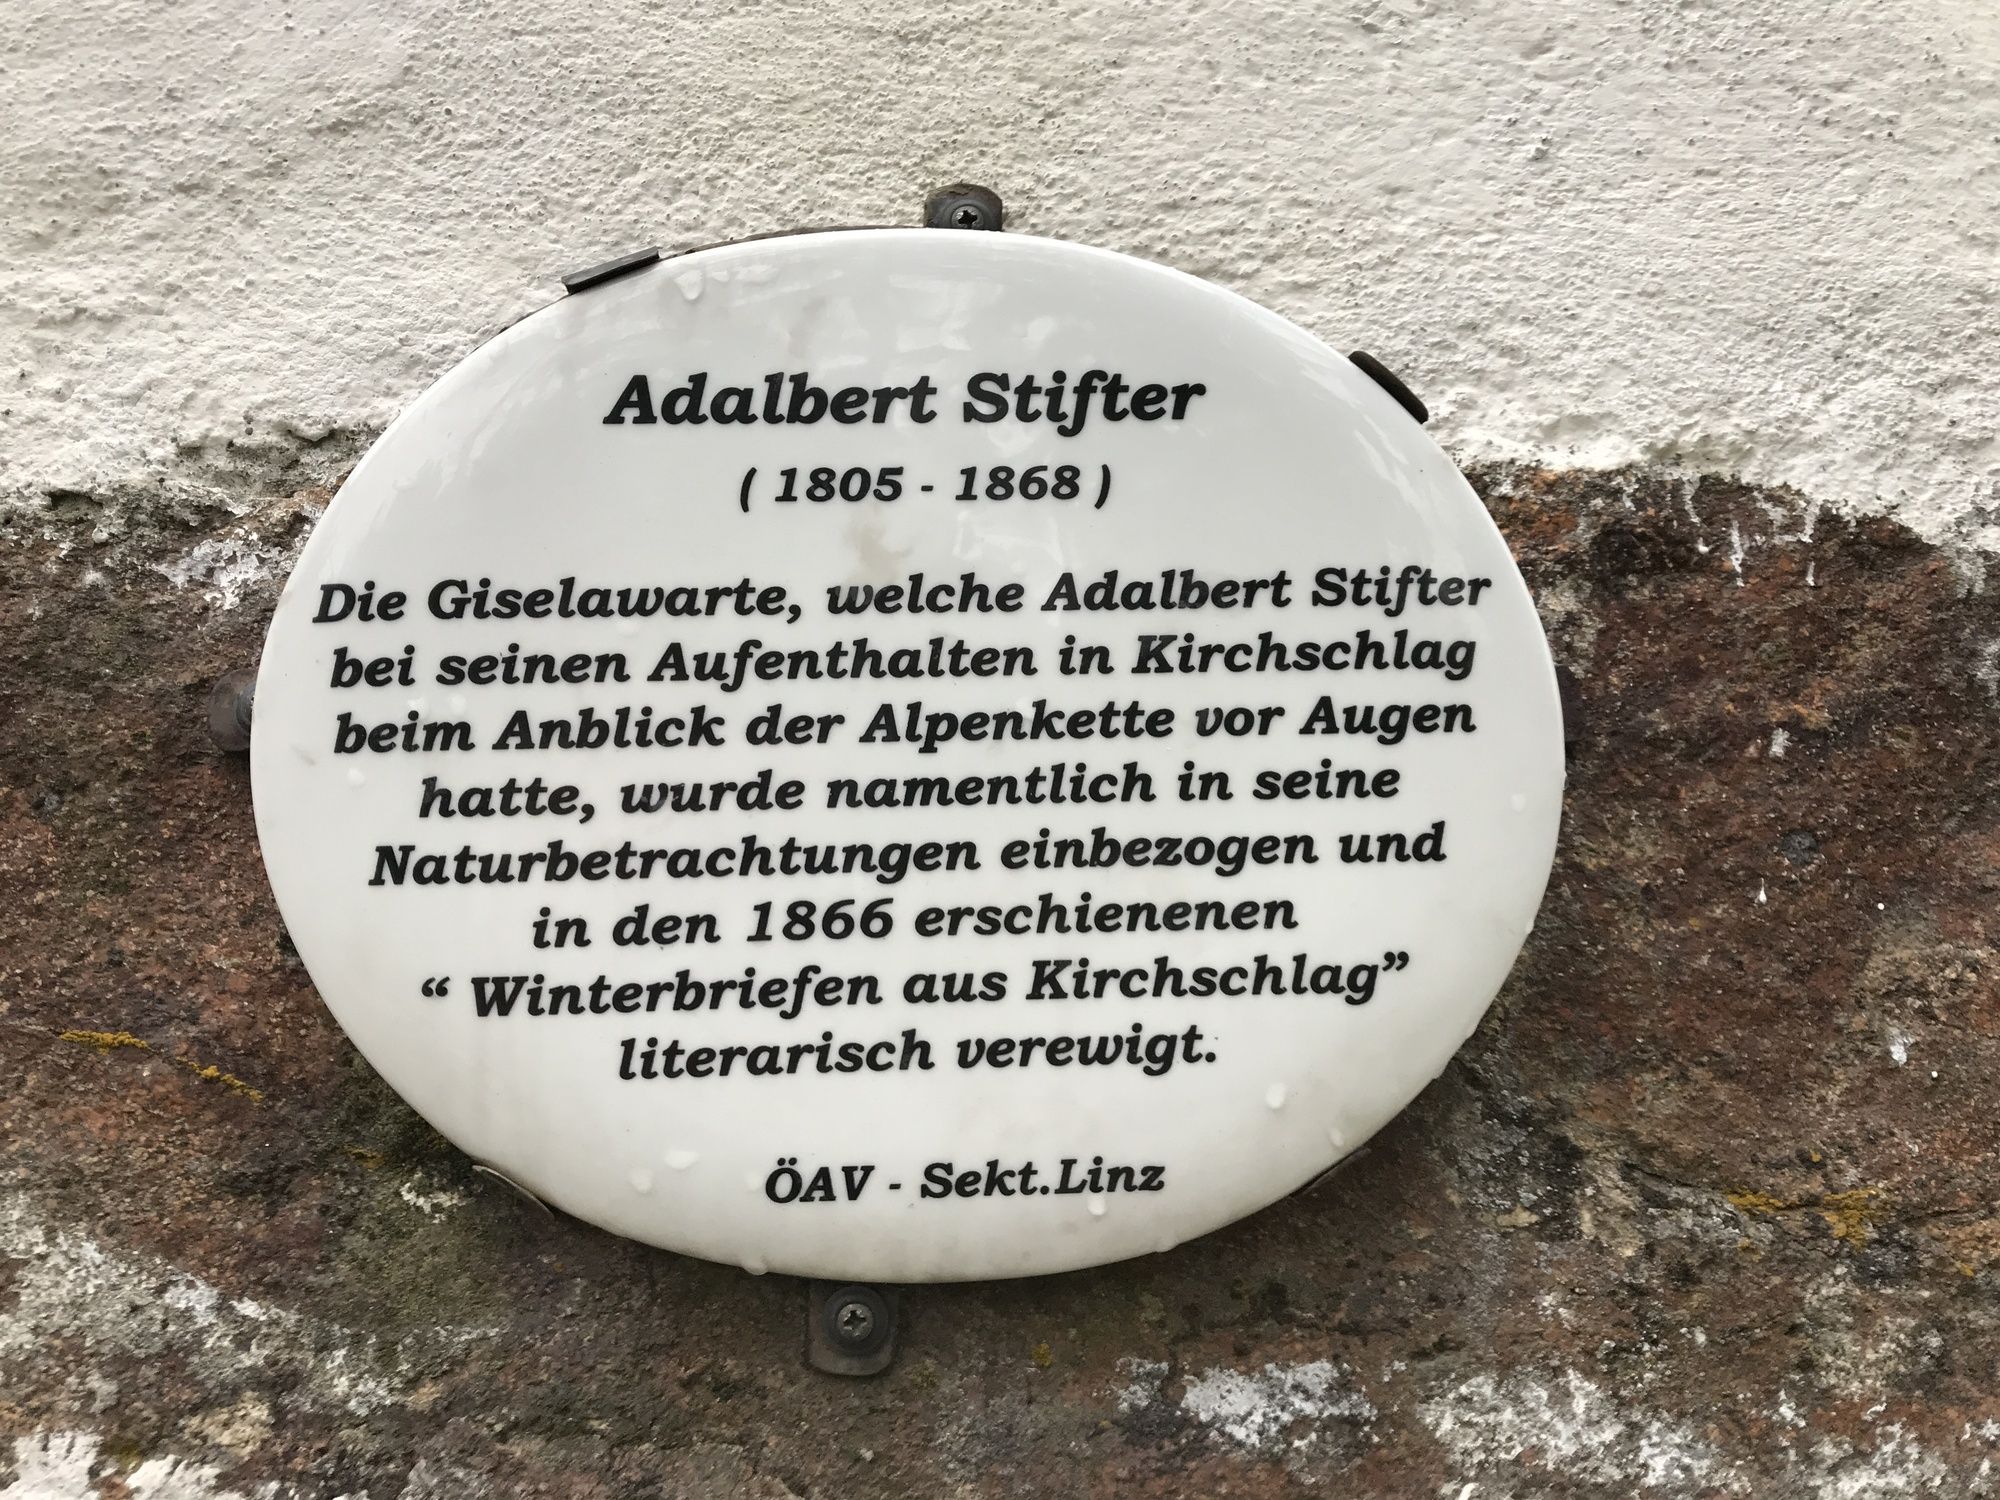 Adalbert Stifter
( 1805 - 1868 )
Die Giselawarte, welche Adalbert Stifter
bei seinen Aufenthalten in Kirchschlag
beim Anblick der Alpenkette vor Augen
hatte, wurde namentlich in seine
Naturbetrachtungen einbezogen und
in den 1866 erschienenen
“ Winterbriefen aus Kirchschlag”
literarisch verewigt.
ÖAV - Sekt.Linz